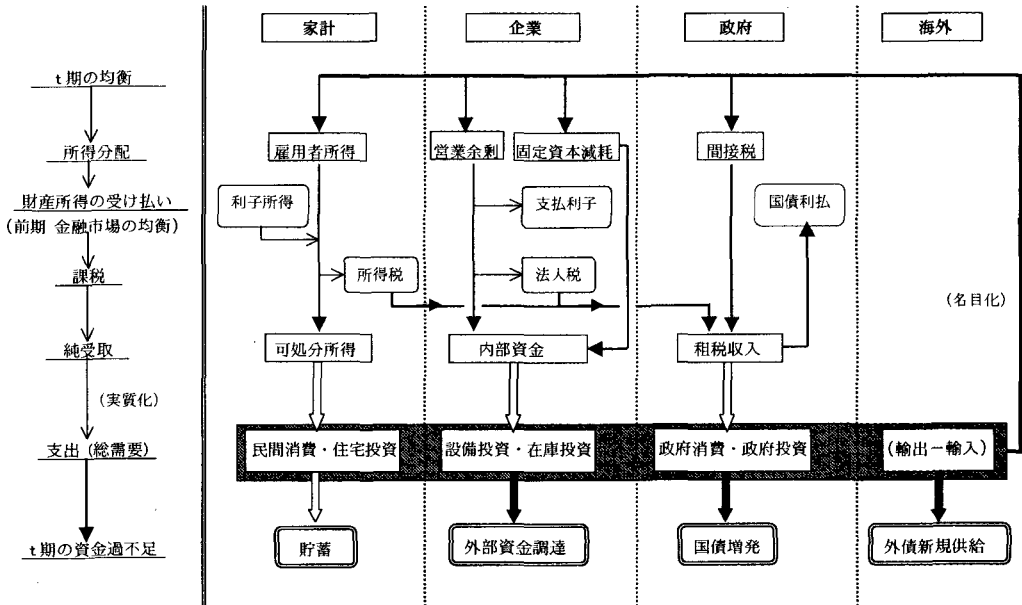 家計
企業
政府
海外
t期の均衡
所得分配
雇用者所得
営業余剰
固定資本減耗
間接税
財産所得の受け払い
(前期 金融市場の均衡)
利子所得
支払利子
国債利払
課税
所得税
法人税
(名目化)
純受取
可処分所得
内部資金
租税収入
(実質化)
支出(総需要)
民間消費・住宅投資
設備投資・在庫投資
政府消費・政府投資
(輸出ー輸入)
t期の資金過不足
貯蓄
外部資金調達
国債増発
外債新規供給